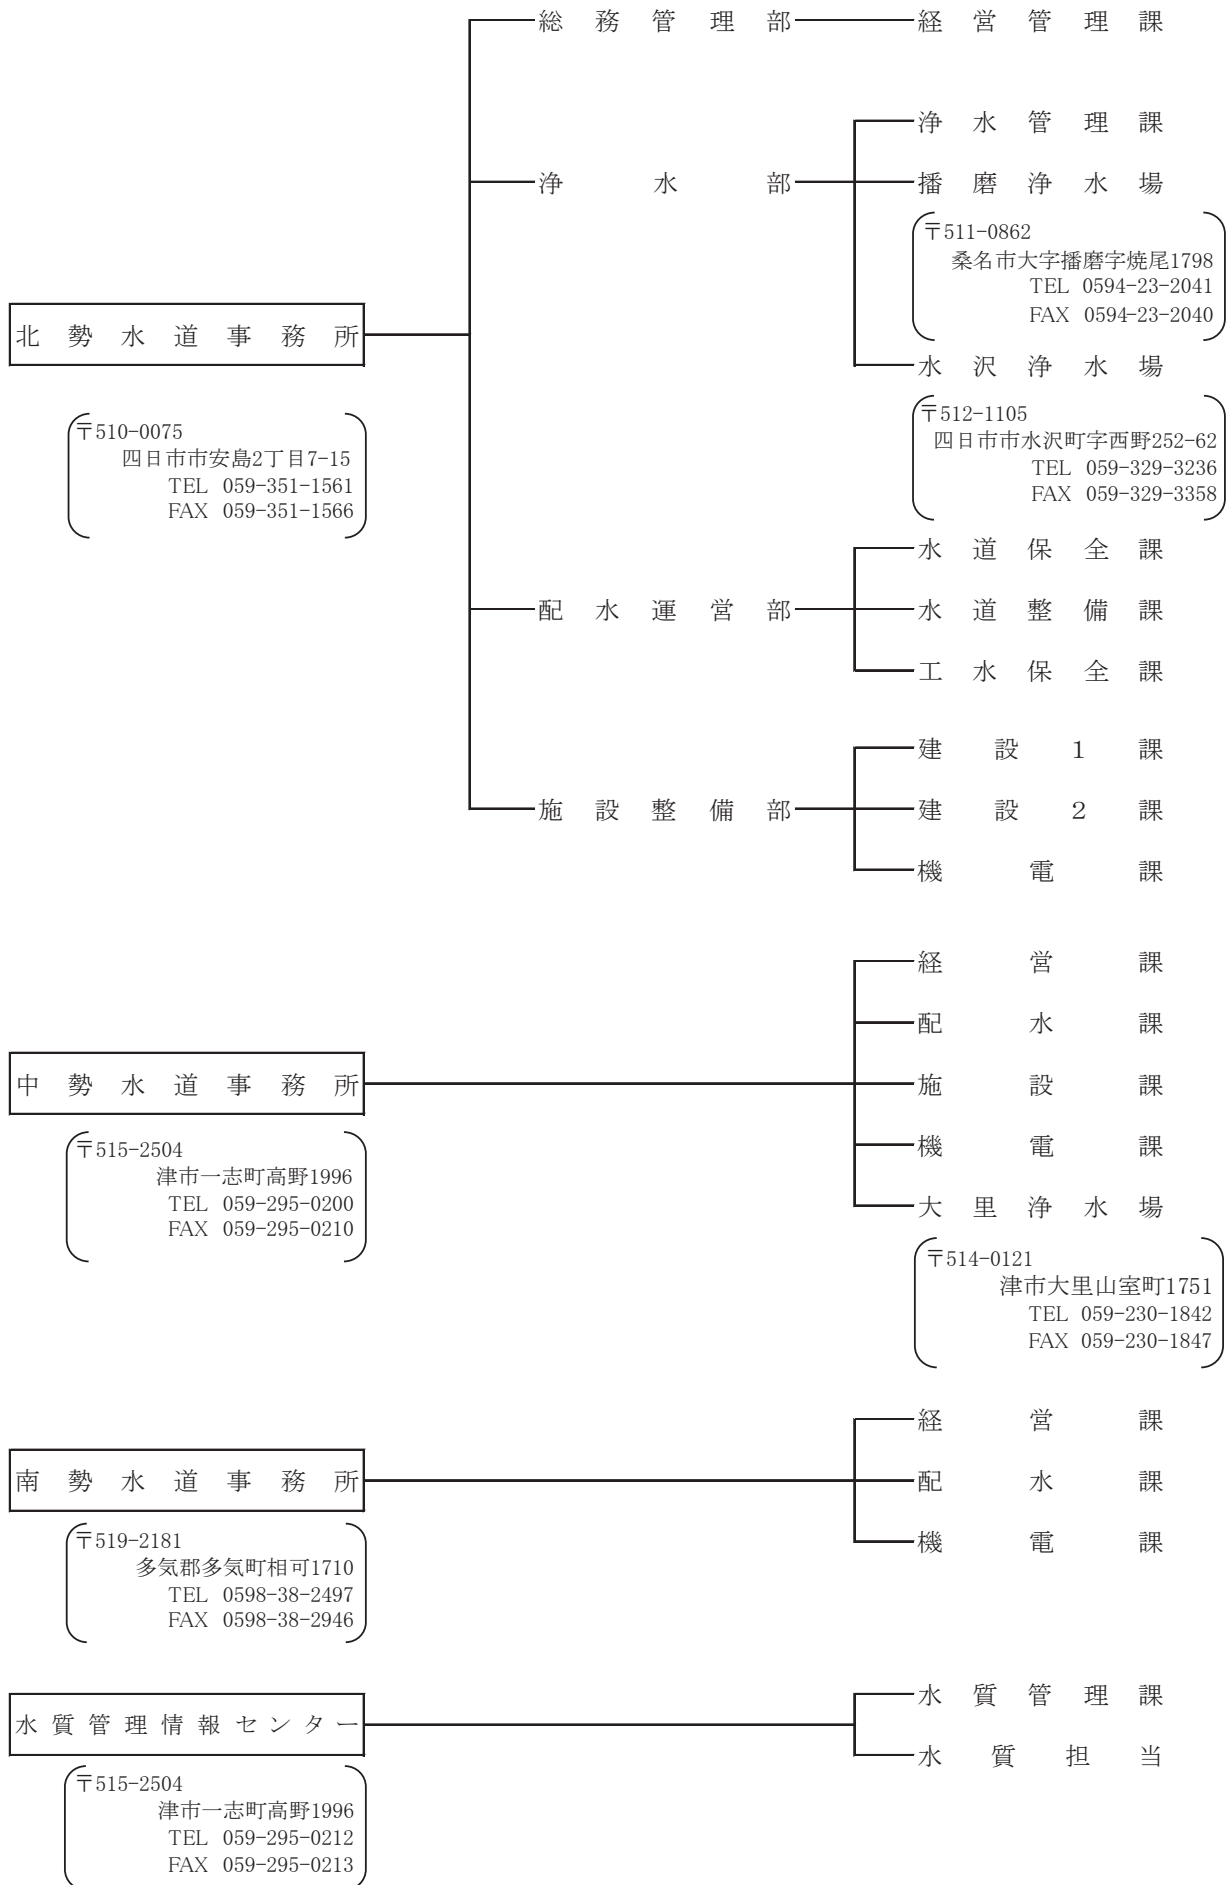 総務管理部
経営管理課
浄水管理課
浄水部
播磨浄水場
〒511-0862
桑名市大字播磨字焼尾1798
TEL 0594-23-2041
FAX 0594-23-2040
北勢水道事務所
水沢浄水場
〒510-0075
四日市市安島2丁目7-15
TEL 059-351-1561
FAX 059-351-1566
〒512-1105
四日市市水沢町字西野252-62
TEL 059-329-3236
FAX 059-329-3358
水道保全課
配水運営部
水道整備課
工水保全課
建設1課
施設整備部
建設2課
機電課
経営課
配水課
中勢水道事務所
施設課
機電課
大里浄水場
〒515-2504
津市一志町高野1996
TEL 059-295-0200
FAX 059-295-0210
〒514-0121
津市大里山室町1751
TEL 059-230-1842
FAX 059-230-1847
経営課
南勢水道事務所
配水課
機電課
〒519-2181
多気郡多気町相可1710
TEL 0598-38-2497
FAX 0598-38-2946
水質管理課
水質管理情報センター
水質担当
〒515-2504
津市一志町高野1996
TEL 059-295-0212
FAX 059-295-0213